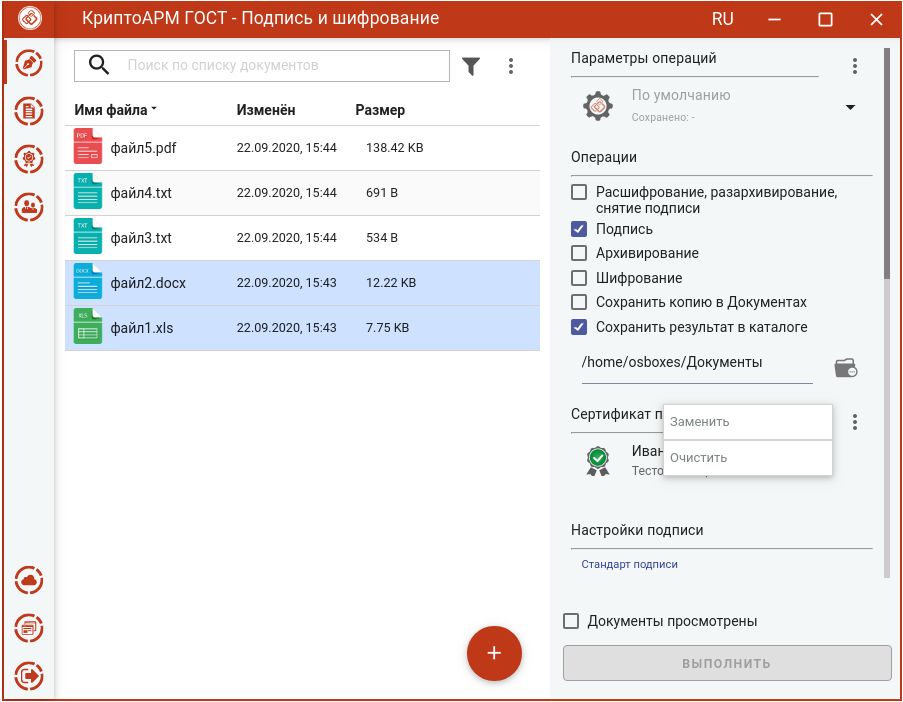 КриптоАРМ ГОСТ - Подпись и шифрование
RU
Поиск по списку документов
Имя файла
Изменён
Размер
PDF
файл5.pdf
22.09.2020, 15:44
138.42 KB
TXT
файл4.txt
22.09.2020, 15:44
691 B
TXT
файл3.txt
22.09.2020, 15:44
534 B
DOCX
файл2.docx
22.09.2020, 15:43
12.22 KB
XLS
файл1.xls
22.09.2020, 15:43
7.75 KB
Параметры операций
По умолчанию
Сохранено: -
Операции
Расшифрование, разархивирование,
снятие подписи
Подпись
Архивирование
Шифрование
Сохранить копию в Документах
Сохранить результат в каталоге
/home/osboxes/Документы
Сертификат п
Заменить
Очистить
Иван
Тесто
Настройки подписи
Стандарт подписи
Документы просмотрены
ВЫПОЛНИТЬ